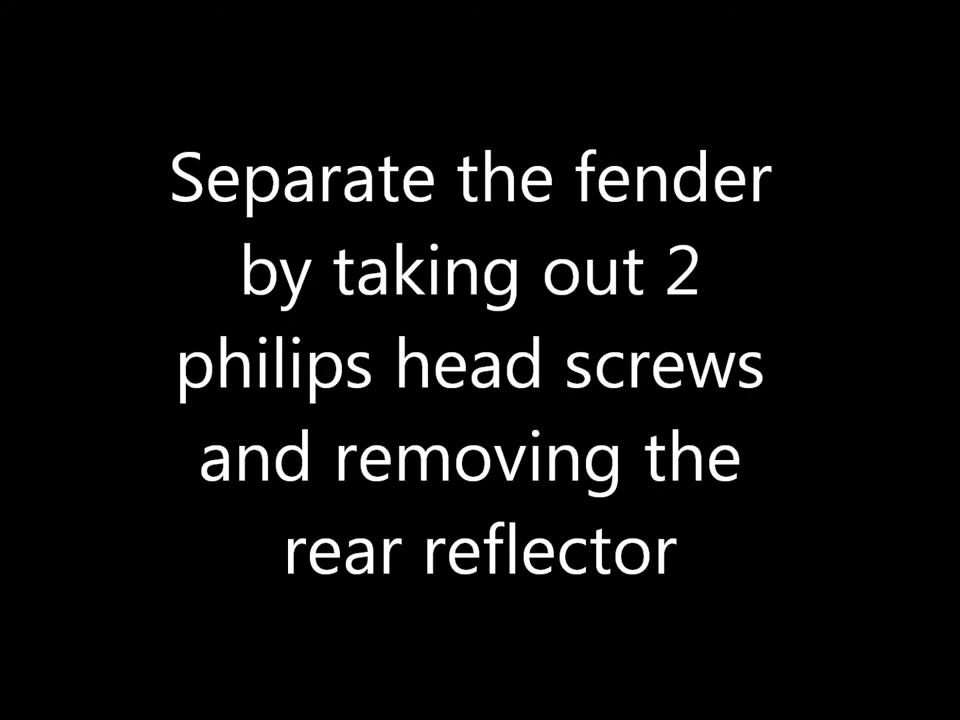 Separate the fender
by taking out 2
philips head screws
and removing the
rear reflector